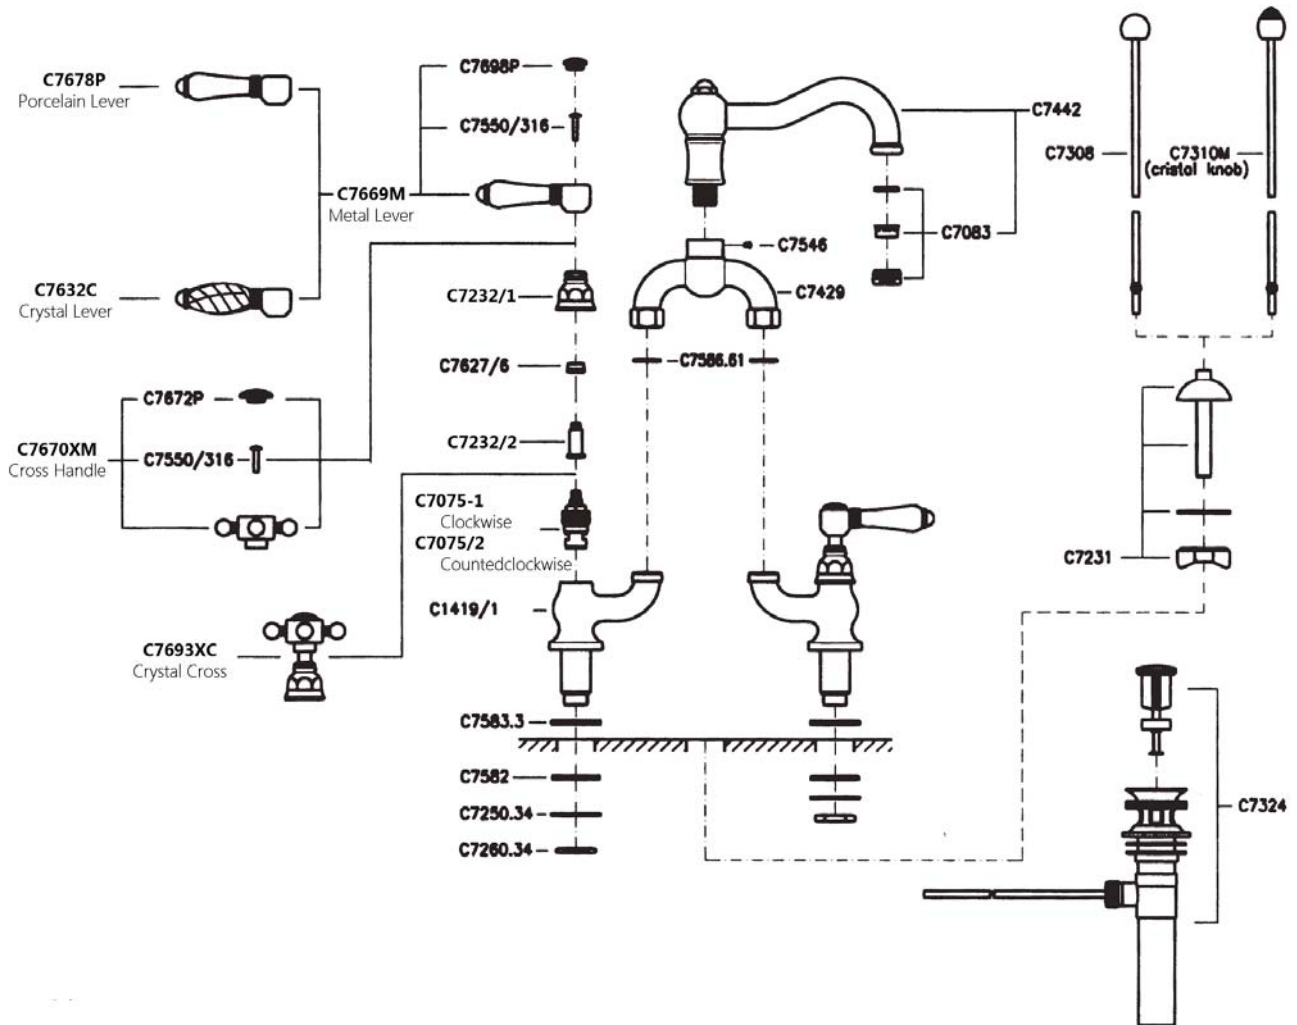 C7678P
Porcelain Lever
C7632C
Crystal Lever
C7698P
C7550/316
C7669M
Metal Lever
C7672P
C7670XM
Cross Handle
C7550/316
C7693XC
Crystal Cross
C7232/1
C7627/6
C7232/2
C7075-1
Clockwise
C7075/2
Countedclockwise
C1419/1
C7583.3
C7582
C7250.34
C7260.34
C7442
C7083
C7546
C7429
C7586.61
C7308
C7310M
(cristal knob)
C7231
C7324